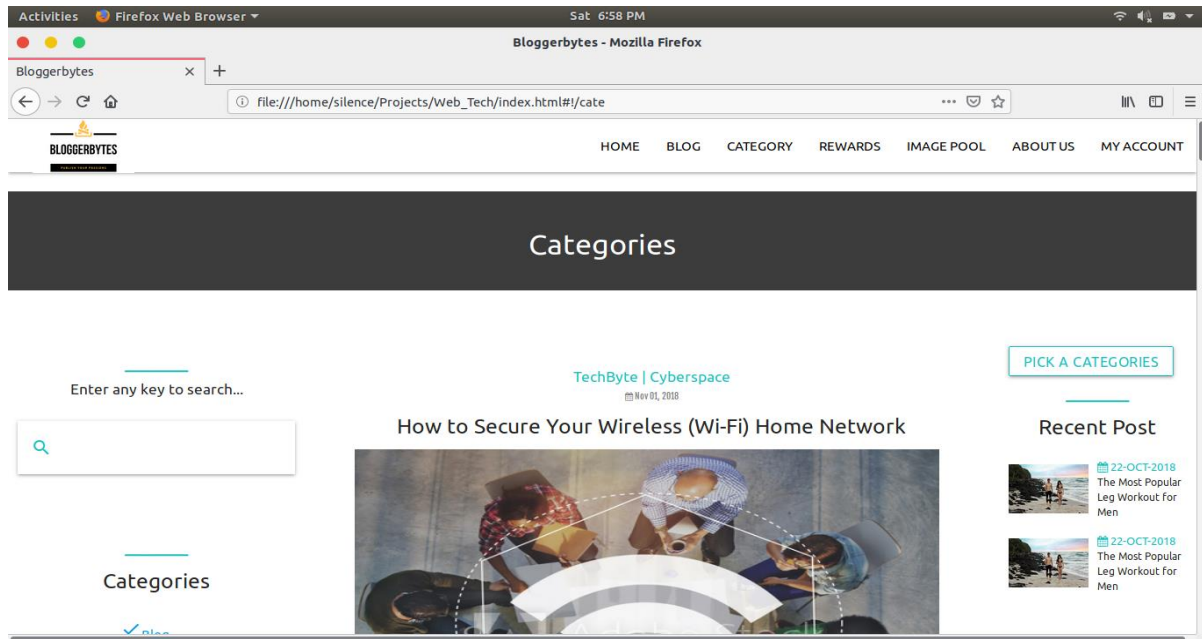 Activities Firefox Web Browser Sat 6:58 PM
Bloggerbytes - Mozilla Firefox
Bloggerbytes
file:///home/silence/Projects/Web_Tech/index.html#!/cate
BLOGGERBYTES
HOME BLOG CATEGORY REWARDS IMAGE POOL ABOUT US MY ACCOUNT
Categories
Enter any key to search...
Categories
Blog
TechByte | Cyberspace
Nov 01, 2018
How to Secure Your Wireless (Wi-Fi) Home Network
PICK A CATEGORIES
Recent Post
22-OCT-2018
The Most Popular
Leg Workout for
Men
22-OCT-2018
The Most Popular
Leg Workout for
Men